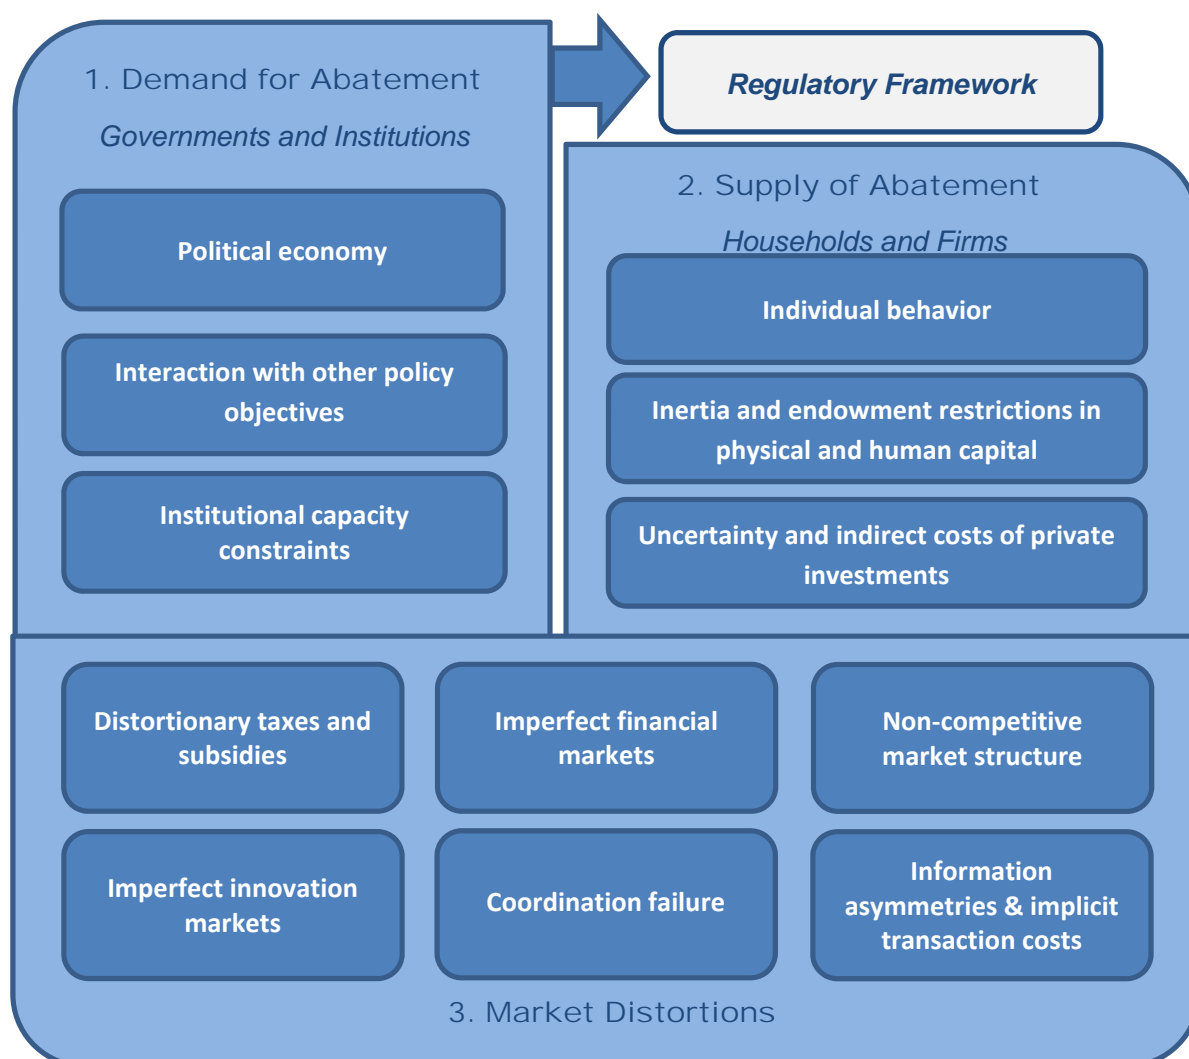 1. Demand for Abatement
Governments and Institutions
Political economy
Interaction with other policy
objectives
Institutional capacity
constraints
Regulatory Framework
2. Supply of Abatement
Households and Firms
Individual behavior
Inertia and endowment restrictions in
physical and human capital
Uncertainty and indirect costs of private
investments
Distortionary taxes and
subsidies
Imperfect financial
markets
Non-competitive
market structure
Imperfect innovation
markets
Coordination failure
Information
asymmetries & implicit
transaction costs
3. Market Distortions